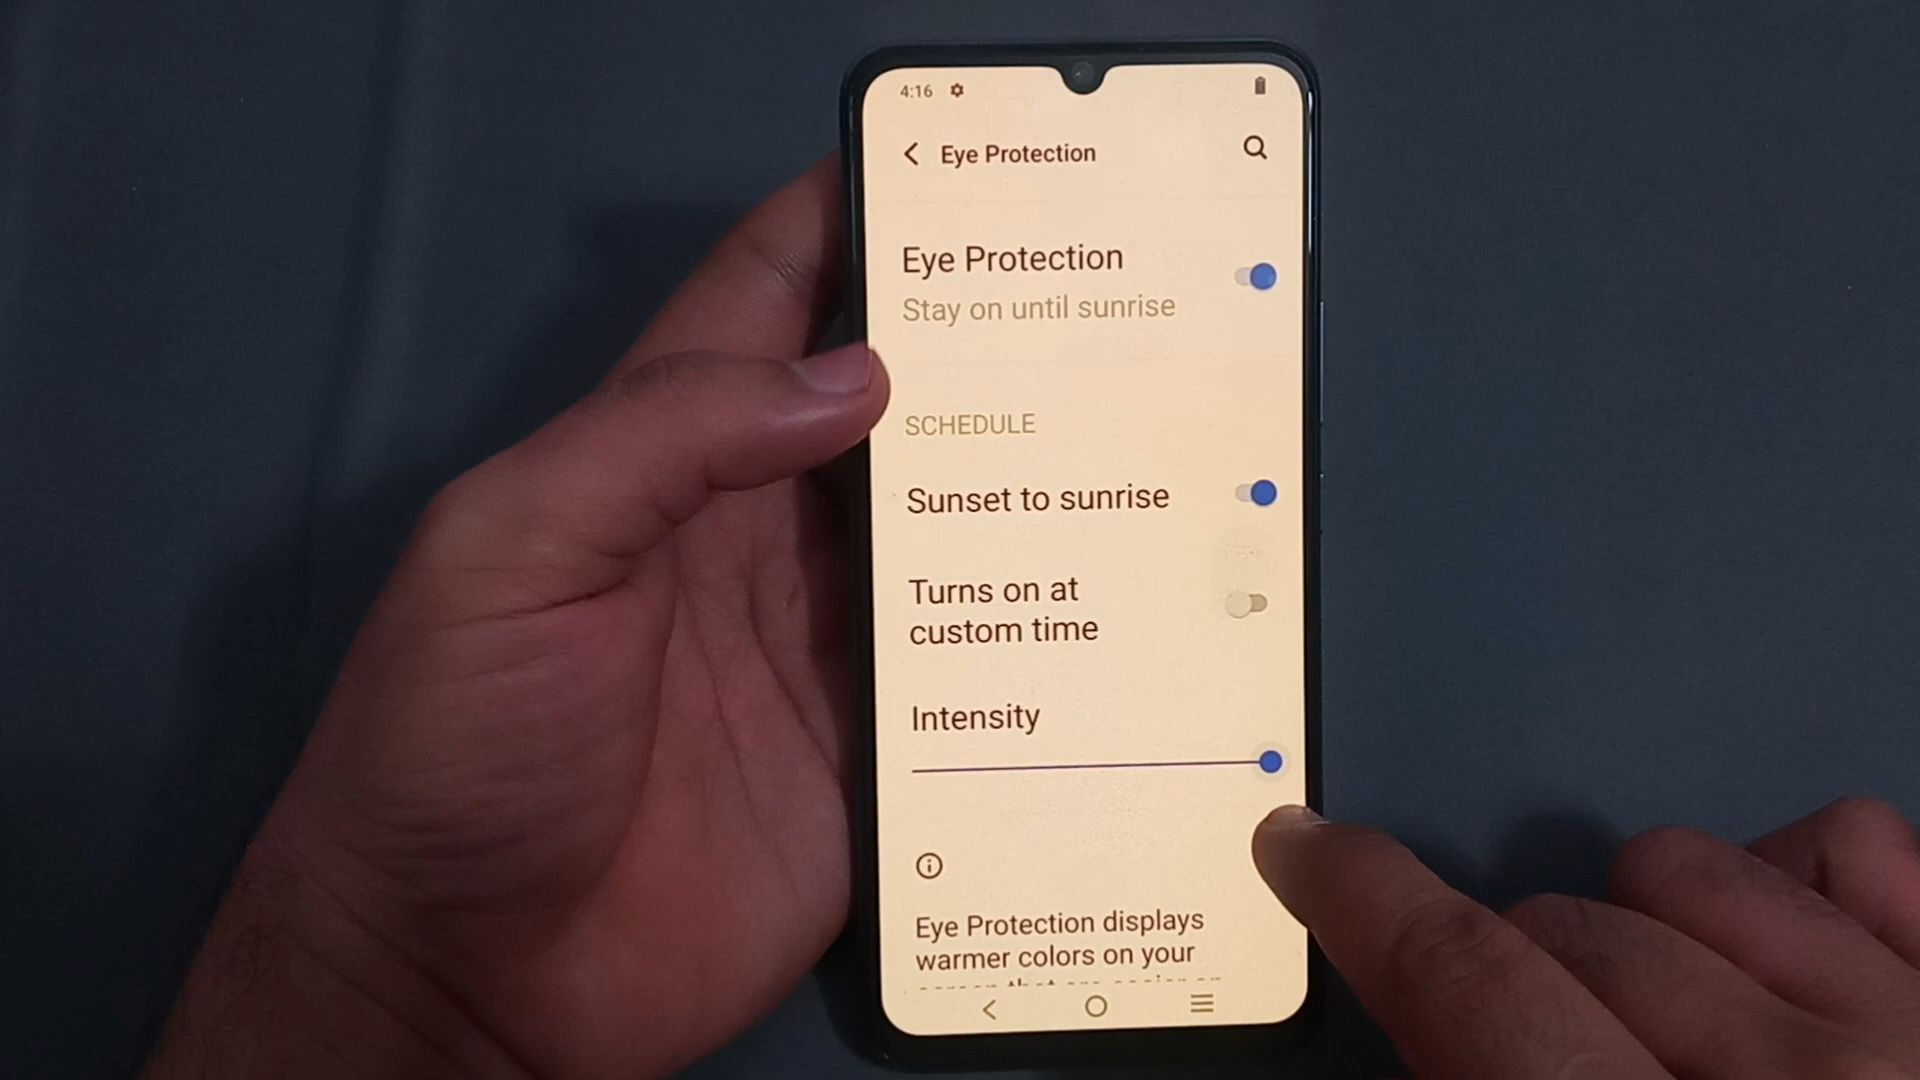 4:16
Eye Protection
Eye Protection
Stay on until sunrise
SCHEDULE
Sunset to sunrise
Turns on at
custom time
Intensity
Eye Protection displays
warmer colors on your